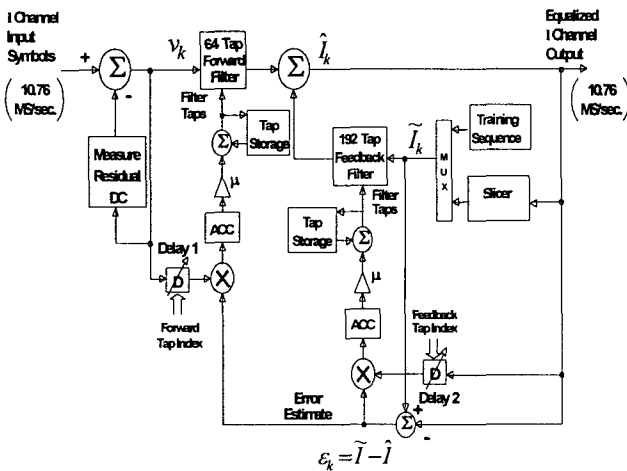 I Channel
Input
Symbols
(10.76
MS/sec.)
+
Σ
-
v_k
64 Tap
Forward
Filter
Σ
Î_k
Equalized
I Channel
Output
(10.76
MS/sec.)
Filter
Taps
Tap
Storage
Σ
μ
ACC
Measure
Residual
DC
Delay 1
D
X
Forward
Tap Index
192 Tap
Feedback
Filter
Ĩ_k
MUX
Training
Sequence
Slicer
Filter
Taps
Tap
Storage
Σ
μ
ACC
Feedback
Tap Index
X
D
Delay 2
Error
Estimate
+
Σ
-
ε_k = Ĩ - Î